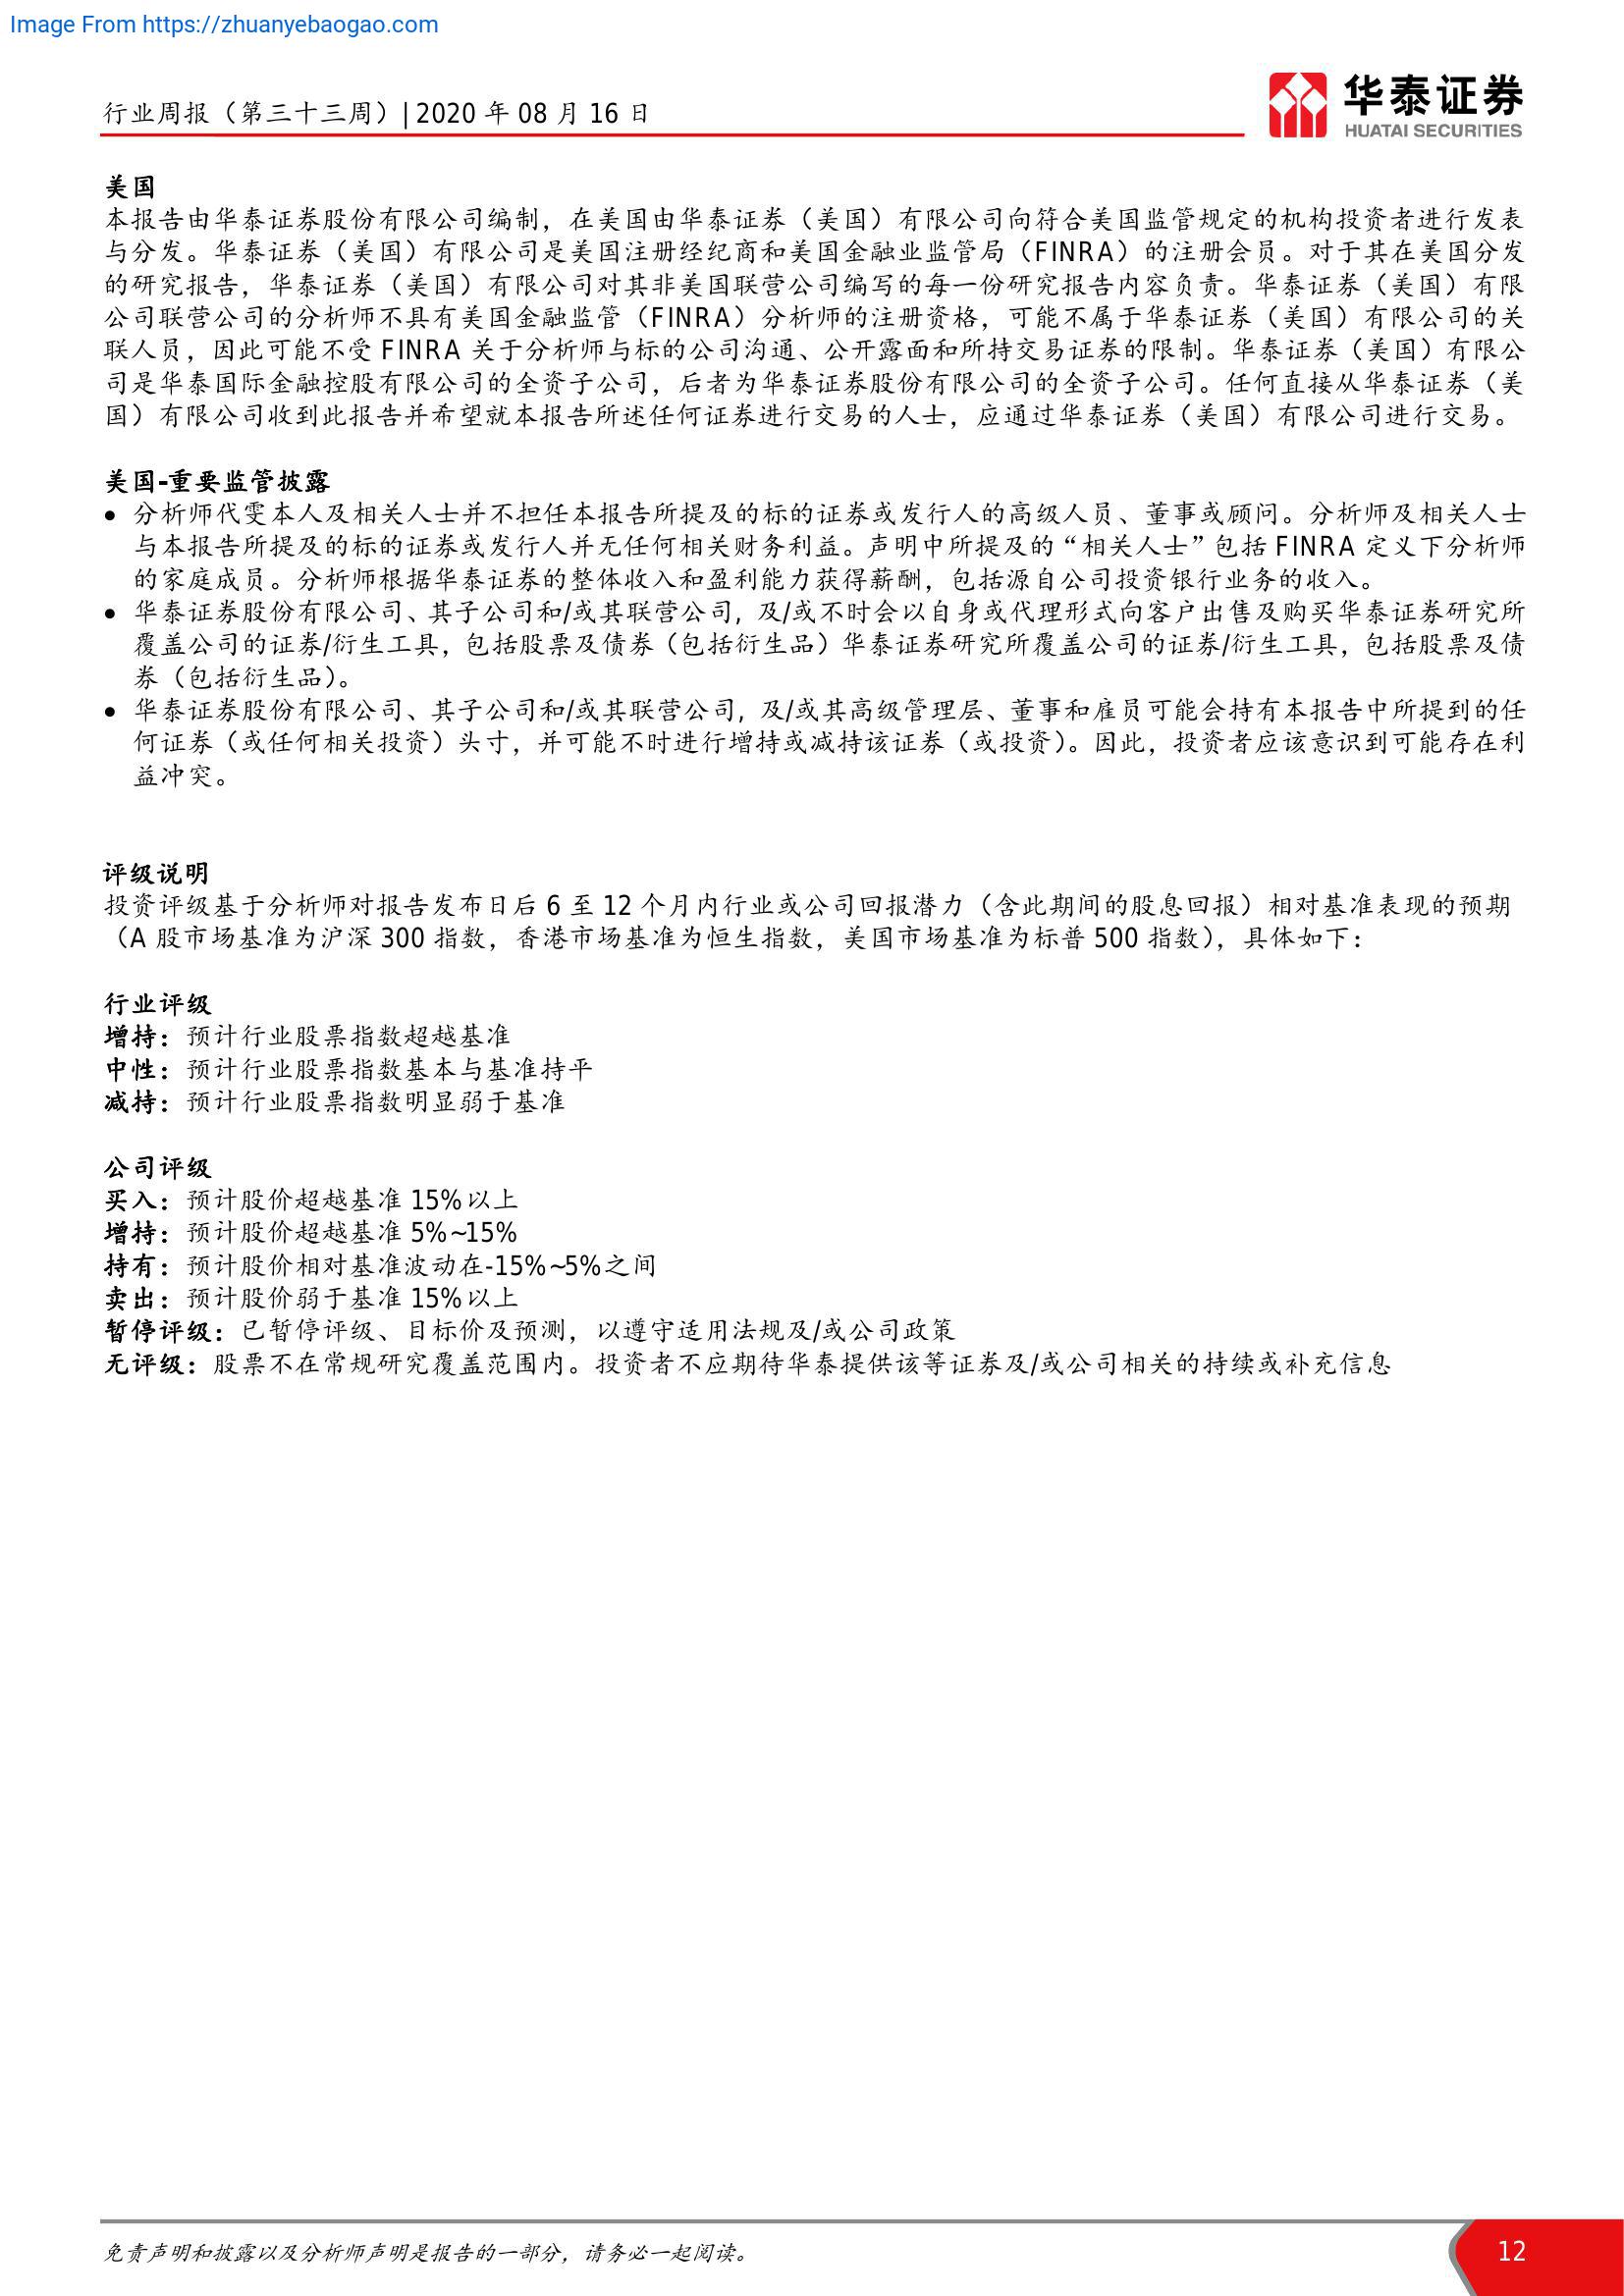 Image From https://zhuanyebaogao.com
行业周报（第三十三周）| 2020 年 08 月 16 日
华泰证券
HUATAI SECURITIES
美国
本报告由华泰证券股份有限公司编制，在美国由华泰证券（美国）有限公司向符合美国监管规定的机构投资者进行发表
与分发。华泰证券（美国）有限公司是美国注册经纪商和美国金融业监管局（FINRA）的注册会员。对于其在美国分发
的研究报告，华泰证券（美国）有限公司对其非美国联营公司编写的每一份研究报告内容负责。华泰证券（美国）有限
公司联营公司的分析师不具有美国金融监管（FINRA）分析师的注册资格，可能不属于华泰证券（美国）有限公司的关
联人员，因此可能不受 FINRA 关于分析师与标的公司沟通、公开露面和所持交易证券的限制。华泰证券（美国）有限公
司是华泰国际金融控股有限公司的全资子公司，后者为华泰证券股份有限公司的全资子公司。任何直接从华泰证券（美
国）有限公司收到此报告并希望就本报告所述任何证券进行交易的人士，应通过华泰证券（美国）有限公司进行交易。
美国-重要监管披露
● 分析师代雯本人及相关人士并不担任本报告所提及的标的证券或发行人的高级人员、董事或顾问。分析师及相关人士
与本报告所提及的标的证券或发行人并无任何相关财务利益。声明中所提及的“相关人士”包括 FINRA 定义下分析师
的家庭成员。分析师根据华泰证券的整体收入和盈利能力获得薪酬，包括源自公司投资银行业务的收入。
● 华泰证券股份有限公司、其子公司和/或其联营公司, 及/或不时会以自身或代理形式向客户出售及购买华泰证券研究所
覆盖公司的证券/衍生工具，包括股票及债券（包括衍生品）华泰证券研究所覆盖公司的证券/衍生工具，包括股票及债
券（包括衍生品）。
● 华泰证券股份有限公司、其子公司和/或其联营公司, 及/或其高级管理层、董事和雇员可能会持有本报告中所提到的任
何证券（或任何相关投资）头寸，并可能不时进行增持或减持该证券（或投资）。因此，投资者应该意识到可能存在利
益冲突。
评级说明
投资评级基于分析师对报告发布日后 6 至 12 个月内行业或公司回报潜力（含此期间的股息回报）相对基准表现的预期
（A 股市场基准为沪深 300 指数，香港市场基准为恒生指数，美国市场基准为标普 500 指数），具体如下：
行业评级
增持：预计行业股票指数超越基准
中性：预计行业股票指数基本与基准持平
减持：预计行业股票指数明显弱于基准
公司评级
买入：预计股价超越基准 15%以上
增持：预计股价超越基准 5%~15%
持有：预计股价相对基准波动在-15%~5%之间
卖出：预计股价弱于基准 15%以上
暂停评级：已暂停评级、目标价及预测，以遵守适用法规及/或公司政策
无评级：股票不在常规研究覆盖范围内。投资者不应期待华泰提供该等证券及/或公司相关的持续或补充信息
免责声明和披露以及分析师声明是报告的一部分，请务必一起阅读。
12